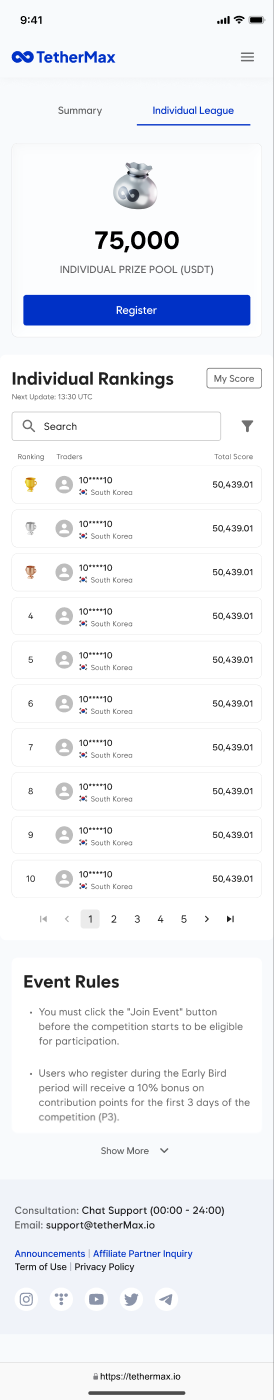 9:41
TetherMax
Summary
Individual League
75,000
INDIVIDUAL PRIZE POOL (USDT)
Register
Individual Rankings
My Score
Next Update: 13:30 UTC
Search
Ranking Traders Total Score
10****10
South Korea
50,439.01
10****10
South Korea
50,439.01
10****10
South Korea
50,439.01
4
10****10
South Korea
50,439.01
5
10****10
South Korea
50,439.01
6
10****10
South Korea
50,439.01
7
10****10
South Korea
50,439.01
8
10****10
South Korea
50,439.01
9
10****10
South Korea
50,439.01
10
10****10
South Korea
50,439.01
1 2 3 4 5
Event Rules
• You must click the "Join Event" button
before the competition starts to be eligible
for participation.
• Users who register during the Early Bird
period will receive a 10% bonus on
contribution points for the first 3 days of the
competition (P3).
Show More
Consultation: Chat Support (00:00 - 24:00)
Email: support@tetherMax.io
Announcements | Affiliate Partner Inquiry
Term of Use | Privacy Policy
https://tethermax.io